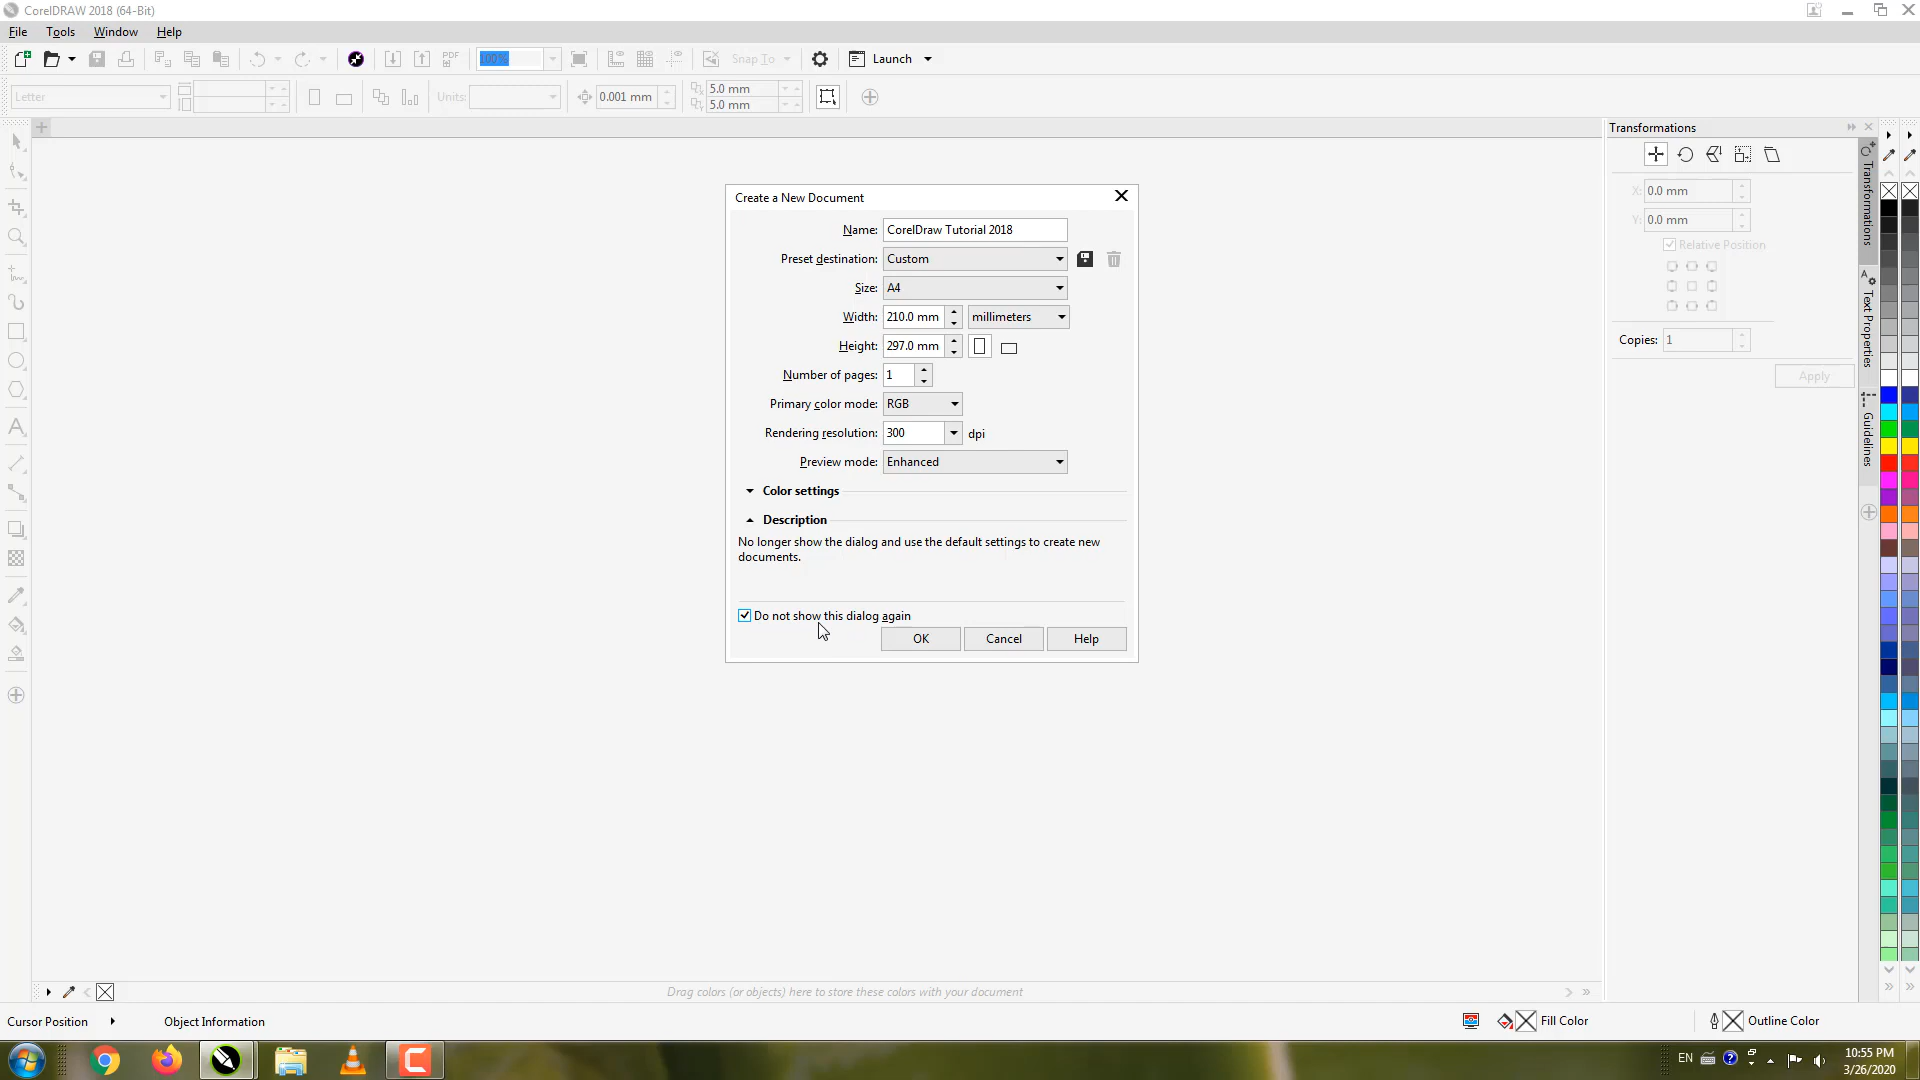 CorelDRAW 2018 (64-Bit)
File Tools Window Help
PDF 100% Snap To Launch
Letter Units: 0.001 mm 5.0 mm
5.0 mm
Transformations
X: 0.0 mm
Y: 0.0 mm
Relative Position
Copies: 1
Apply
Transformations
Text Properties
Guidelines
Create a New Document
Name: CorelDraw Tutorial 2018
Preset destination: Custom
Size: A4
Width: 210.0 mm millimeters
Height: 297.0 mm
Number of pages: 1
Primary color mode: RGB
Rendering resolution: 300 dpi
Preview mode: Enhanced
Color settings
Description
No longer show the dialog and use the default settings to create new
documents.
Do not show this dialog again
OK Cancel Help
Drag colors (or objects) here to store these colors with your document
Cursor Position Object Information Fill Color Outline Color
EN 10:55 PM
3/26/2020